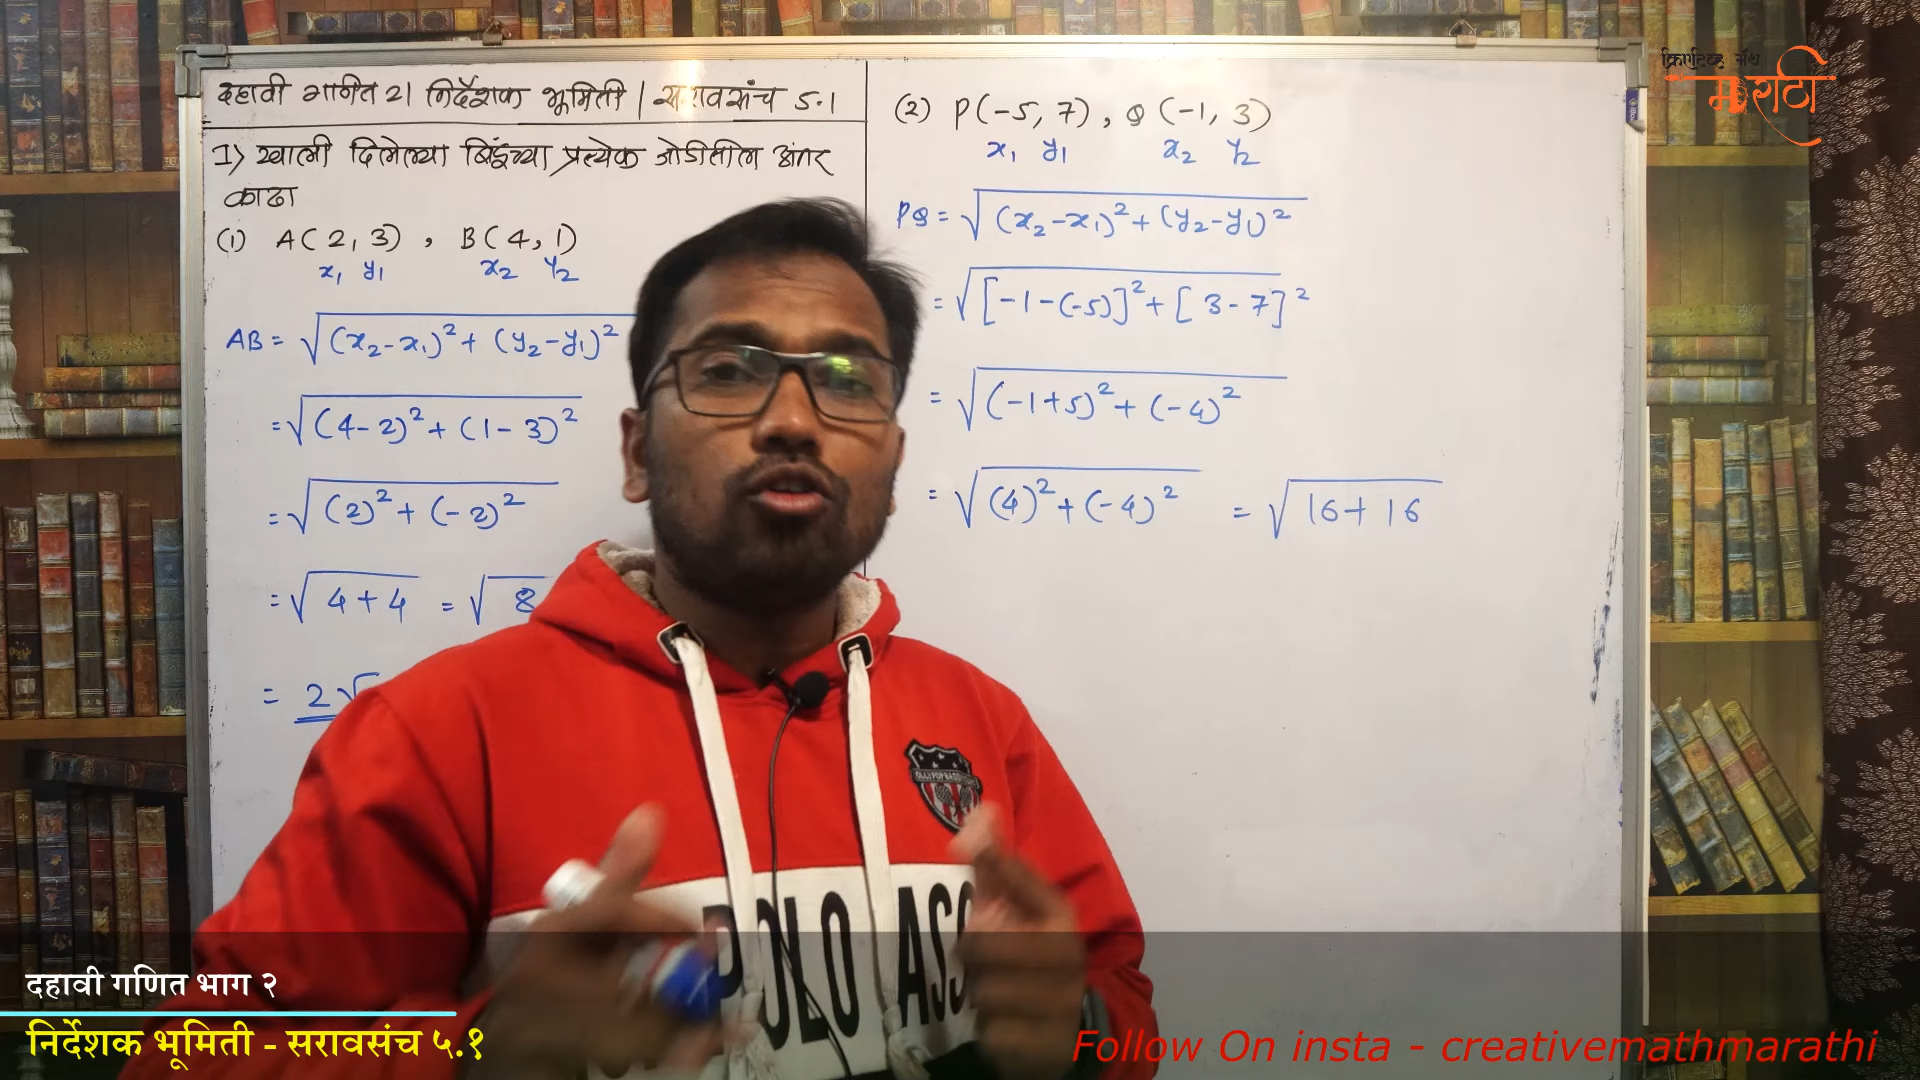 दहावी गणित 2| निर्देशक भूमिती | सरावसंच 5.1
1) खाली दिलेल्या बिंदूंच्या प्रत्येक जोडीतील अंतर
काढा
(1) A(2, 3) , B(4, 1)
x₁ y₁ x₂ y₂
AB = √(x₂-x₁)²+ (y₂-y₁)²
=√(4-2)²+ (1-3)²
=√(2)²+ (-2)²
=√4+4 = √8
= 2√
(2) P(-5, 7) , Q (-1, 3)
x₁ y₁ x₂ y₂
PQ = √(x₂-x₁)²+(y₂-y₁)²
= √[-1-(-5)]²+ [3-7]²
= √(-1+5)²+ (-4)²
= √(4)²+(-4)² = √16+16
क्रिएटिव्ह मॅथ
मराठी
POLO ASS
दहावी गणित भाग २
निर्देशक भूमिती - सरावसंच ५.१
Follow On insta - creativemathmarathi